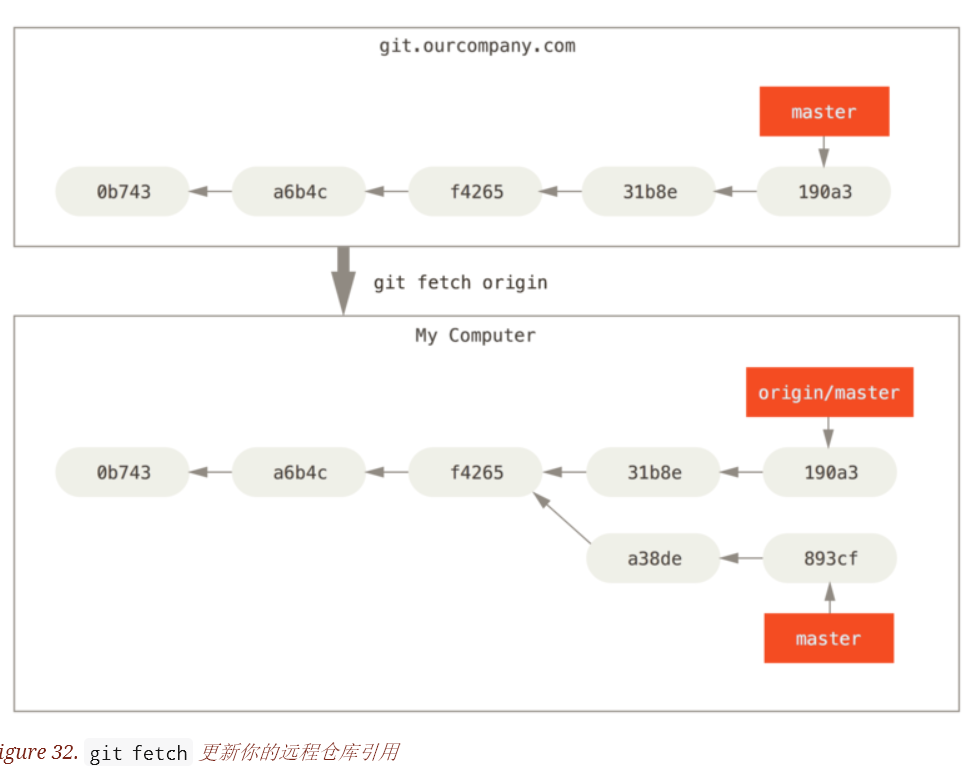 git.ourcompany.com
master
0b743 a6b4c f4265 31b8e 190a3
git fetch origin
My Computer
origin/master
0b743 a6b4c f4265 31b8e 190a3
a38de 893cf
master
igure 32. git fetch 更新你的远程仓库引用